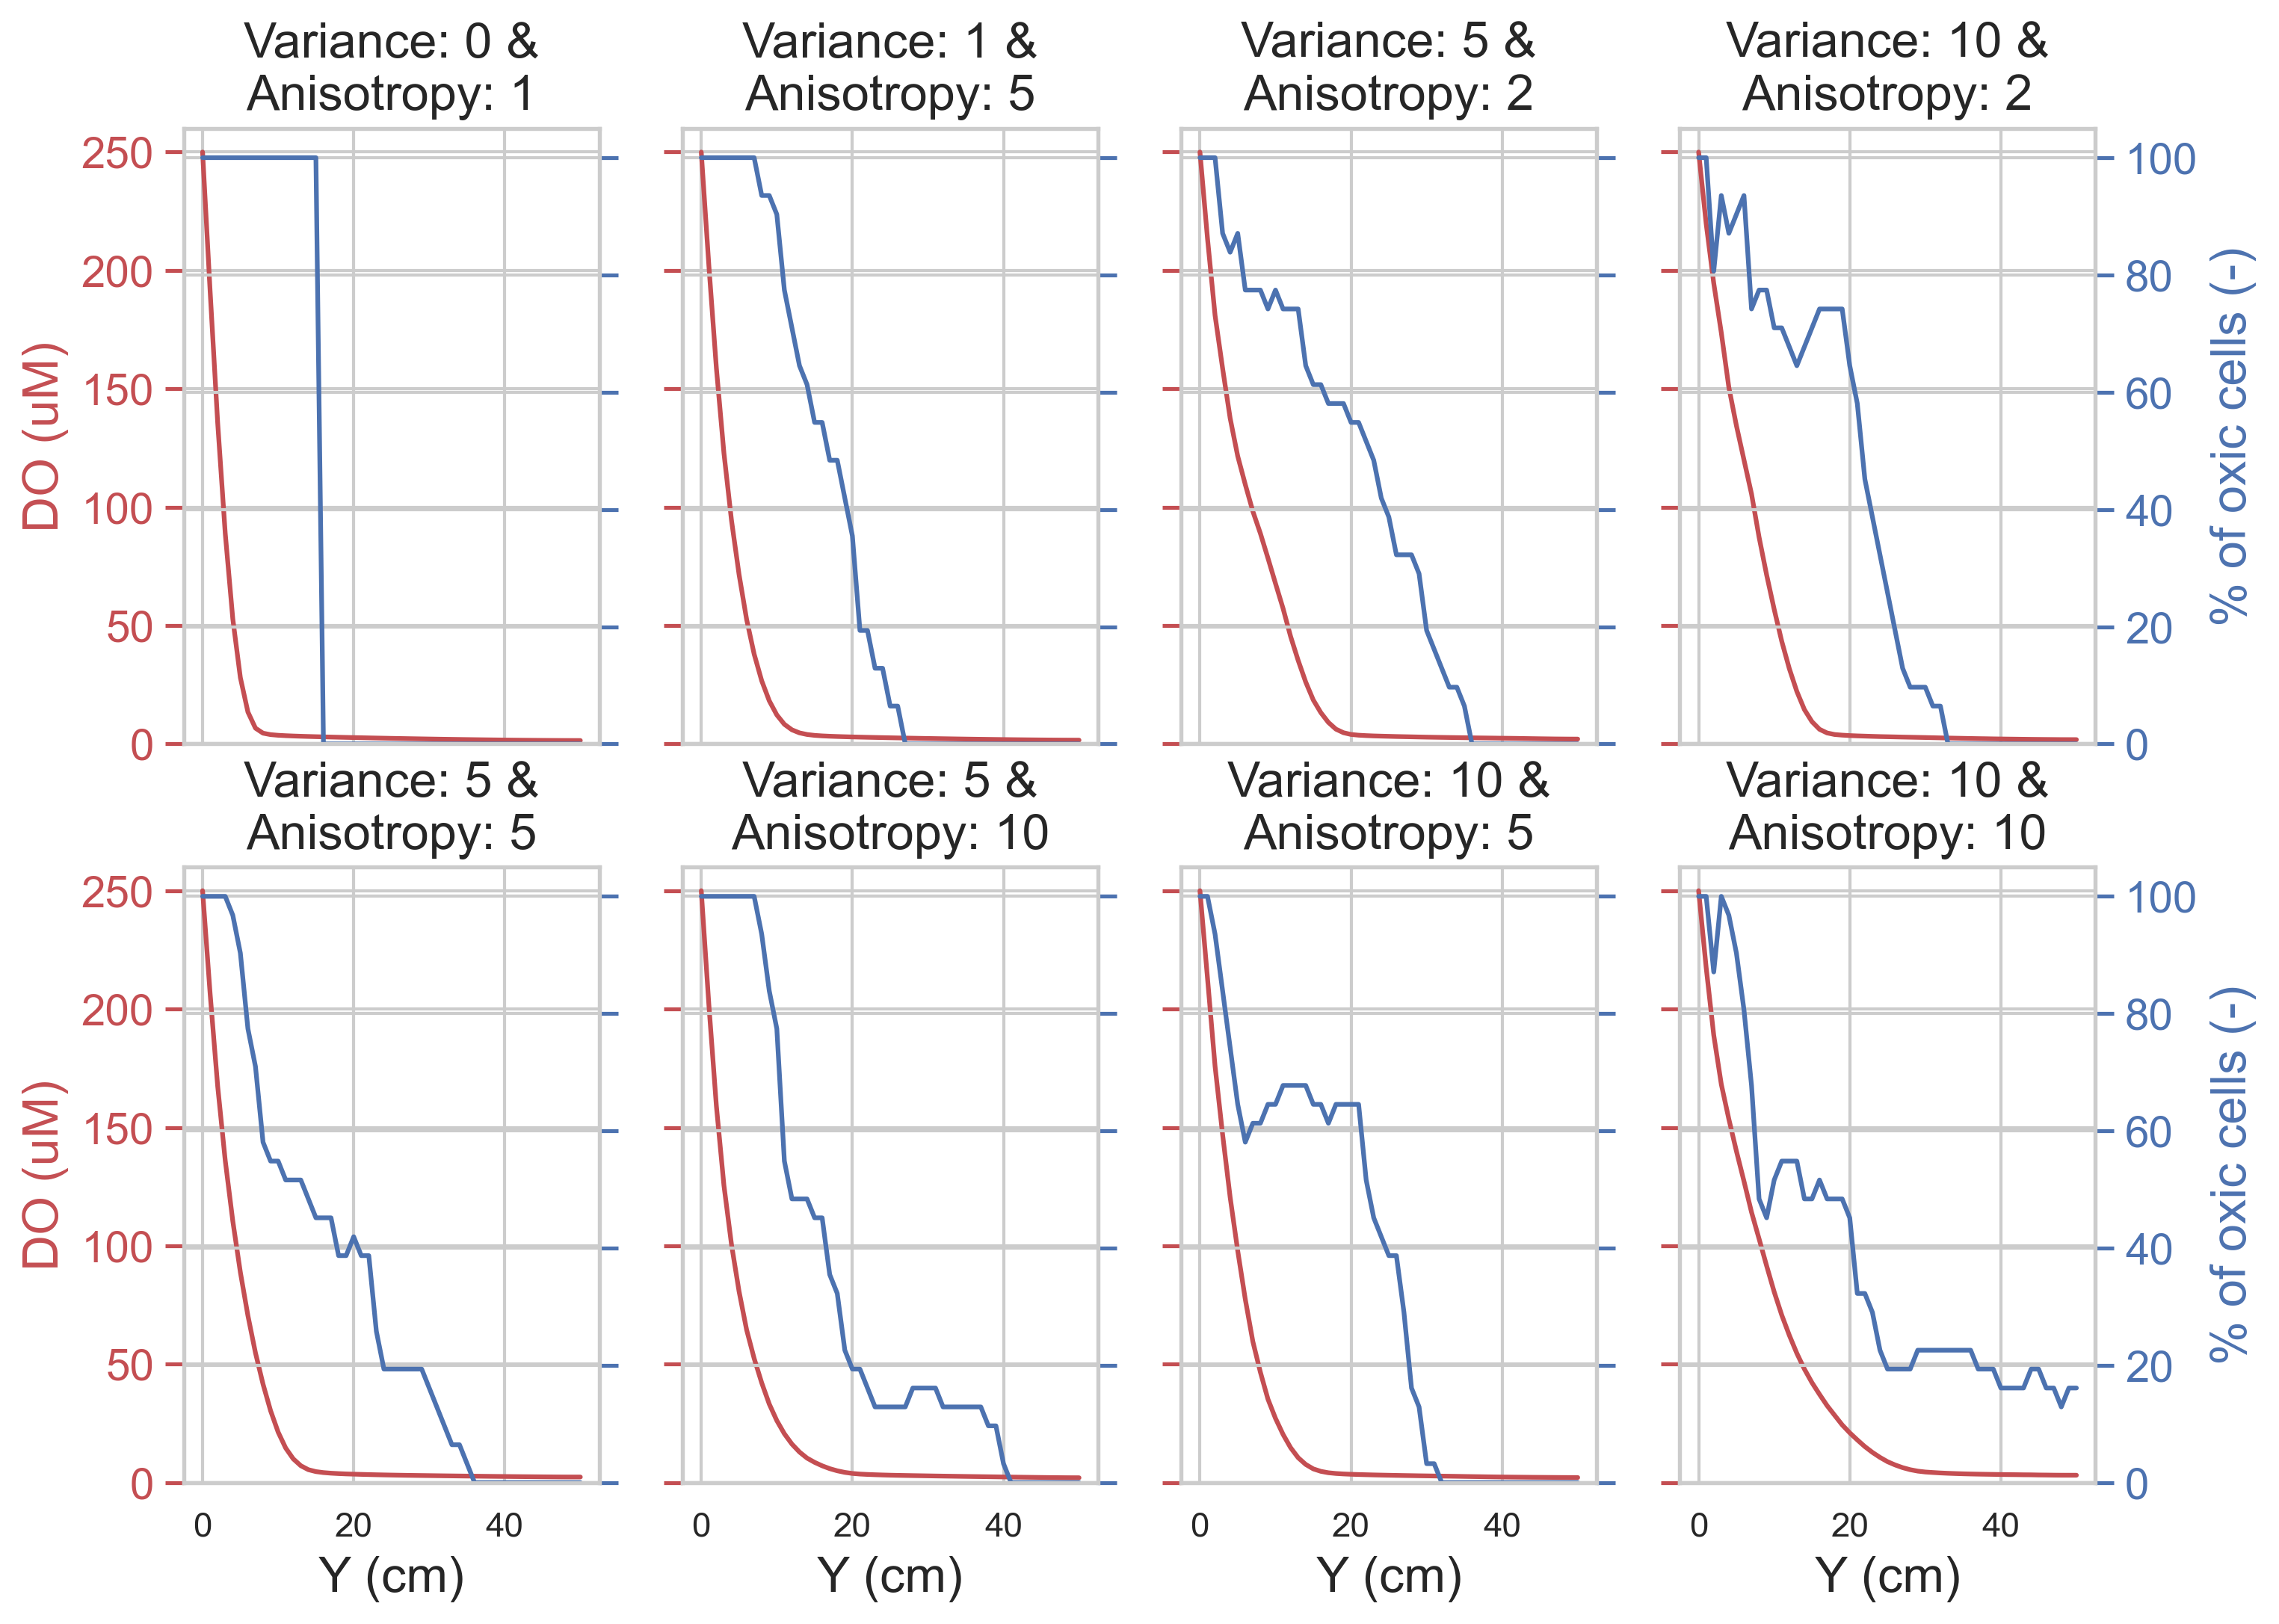 Variance: 0 &
Anisotropy: 1
Variance: 1 &
Anisotropy: 5
Variance: 5 &
Anisotropy: 2
Variance: 10 &
Anisotropy: 2
250
200
150
100
50
0
DO (uM)
100
80
60
40
20
0
% of oxic cells (-)
Variance: 5 &
Anisotropy: 5
Variance: 5 &
Anisotropy: 10
Variance: 10 &
Anisotropy: 5
Variance: 10 &
Anisotropy: 10
250
200
150
100
50
0
DO (uM)
100
80
60
40
20
0
% of oxic cells (-)
0 20 40
0 20 40
0 20 40
0 20 40
Y (cm)
Y (cm)
Y (cm)
Y (cm)